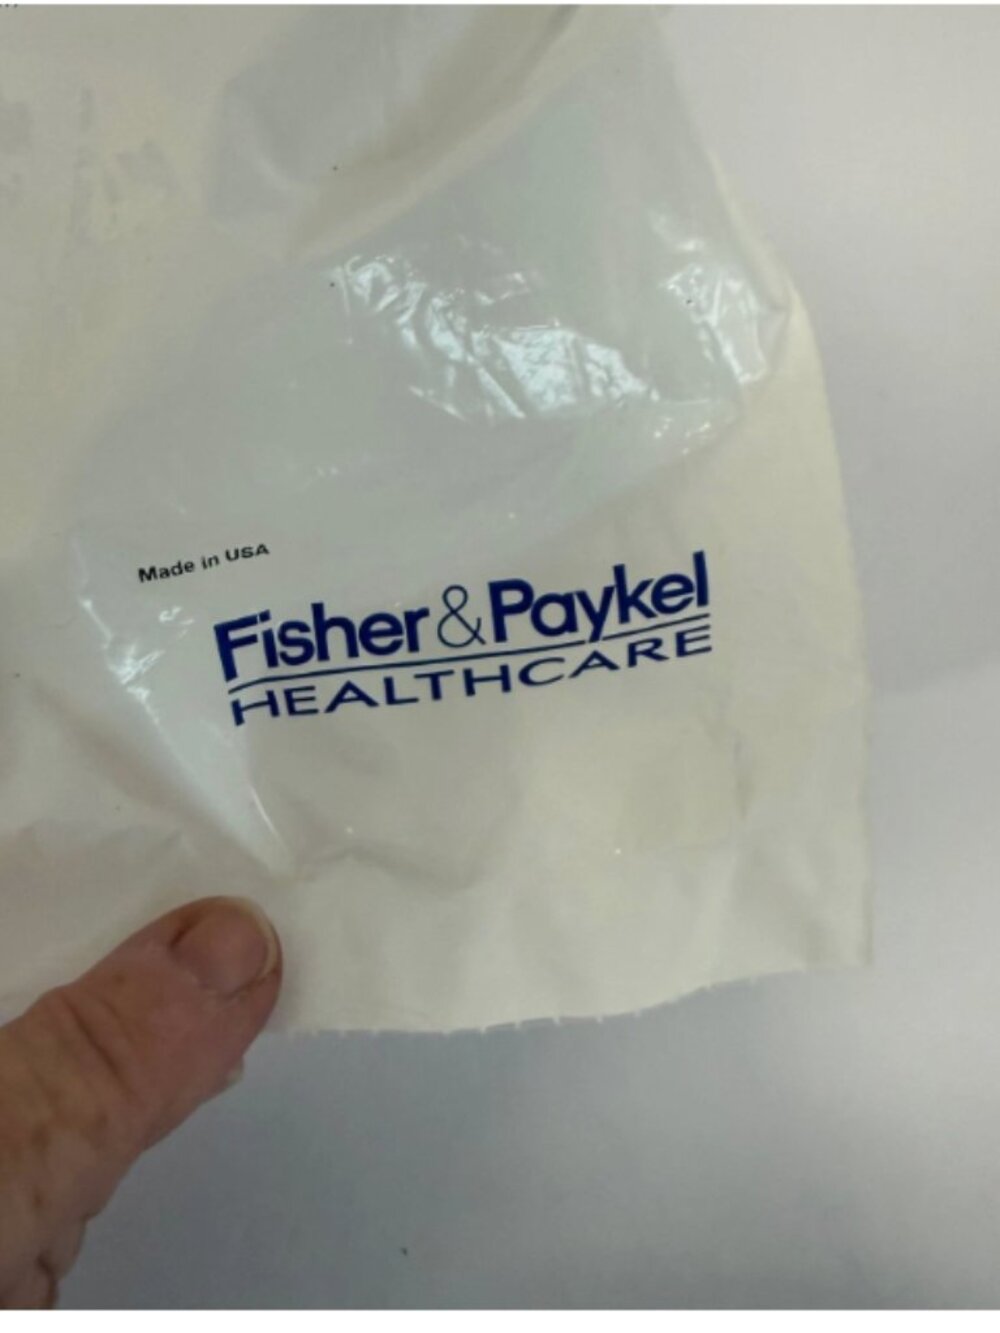 Made in USA
Fisher & Paykel
HEALTHCARE